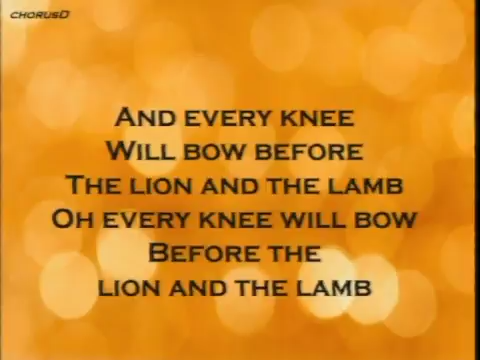 chorusD
And every knee
Will bow before
The lion and the lamb
Oh every knee will bow
Before the
lion and the lamb